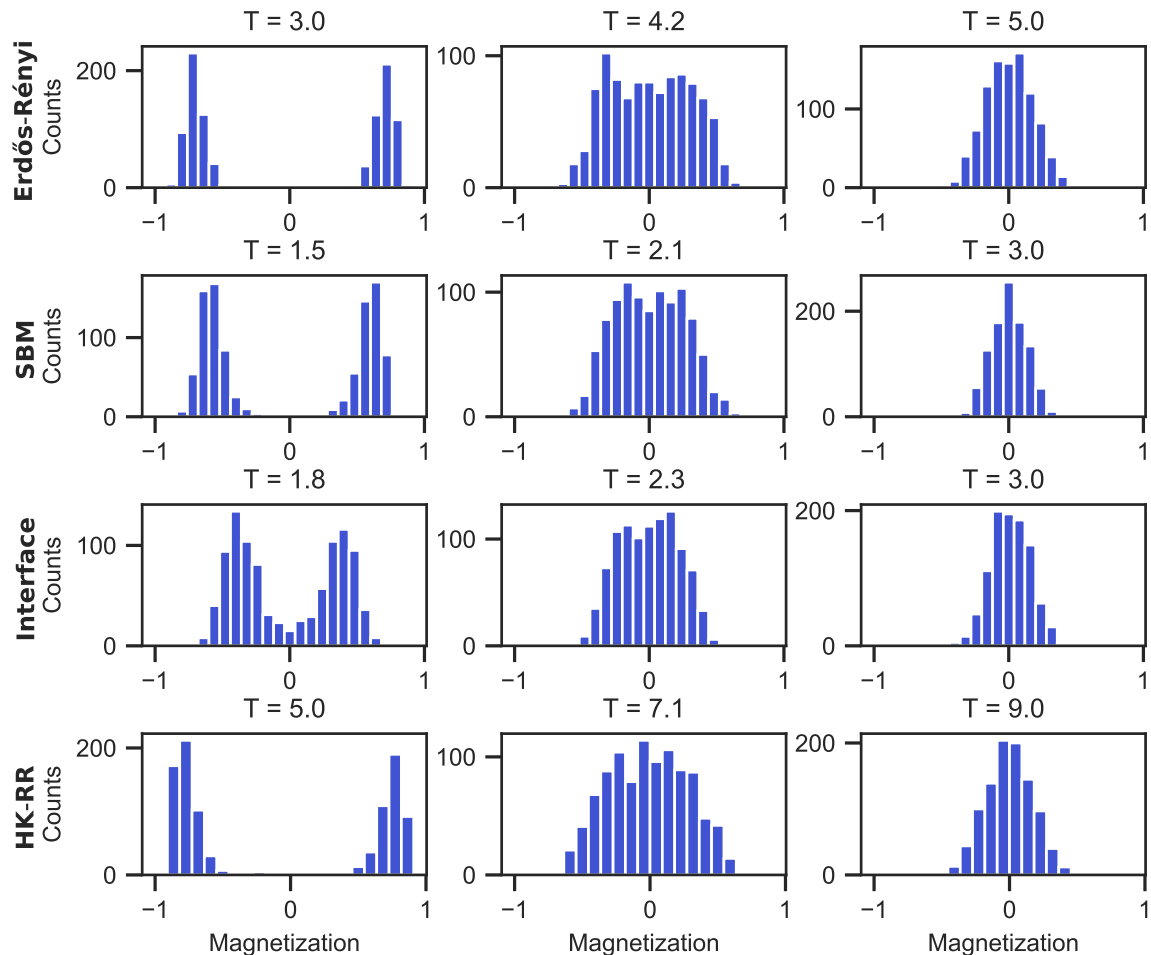 T = 3.0
T = 4.2
T = 5.0
Erdős-Rényi
Counts
200
0
−1
0
1
100
0
−1
0
1
100
0
−1
0
1
T = 1.5
T = 2.1
T = 3.0
SBM
Counts
100
0
−1
0
1
100
0
−1
0
1
200
0
−1
0
1
T = 1.8
T = 2.3
T = 3.0
Interface
Counts
100
0
−1
0
1
100
0
−1
0
1
200
0
−1
0
1
T = 5.0
T = 7.1
T = 9.0
HK-RR
Counts
200
0
−1
0
1
100
0
−1
0
1
200
0
−1
0
1
Magnetization
Magnetization
Magnetization